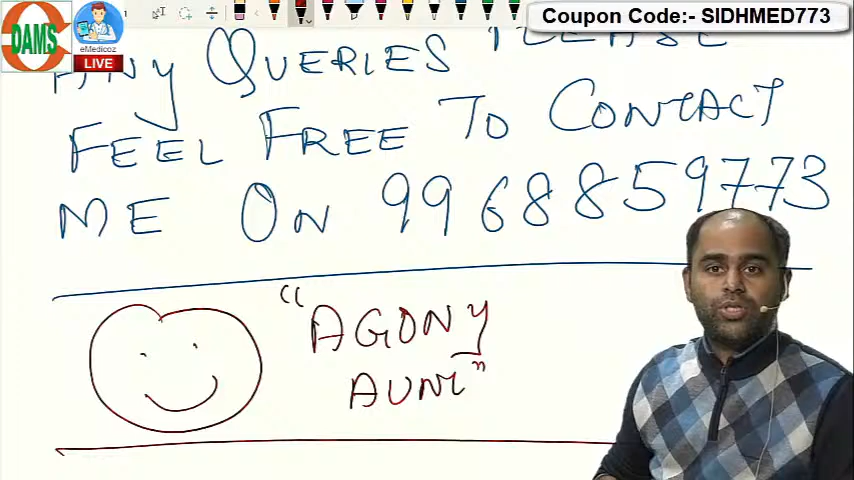 Coupon Code:- SIDHMED773
DAMS
eMedicoz
LIVE
ANY QUERIES PLEASE
FEEL FREE TO CONTACT
ME ON 9968859773
"AGONY
AUNT"